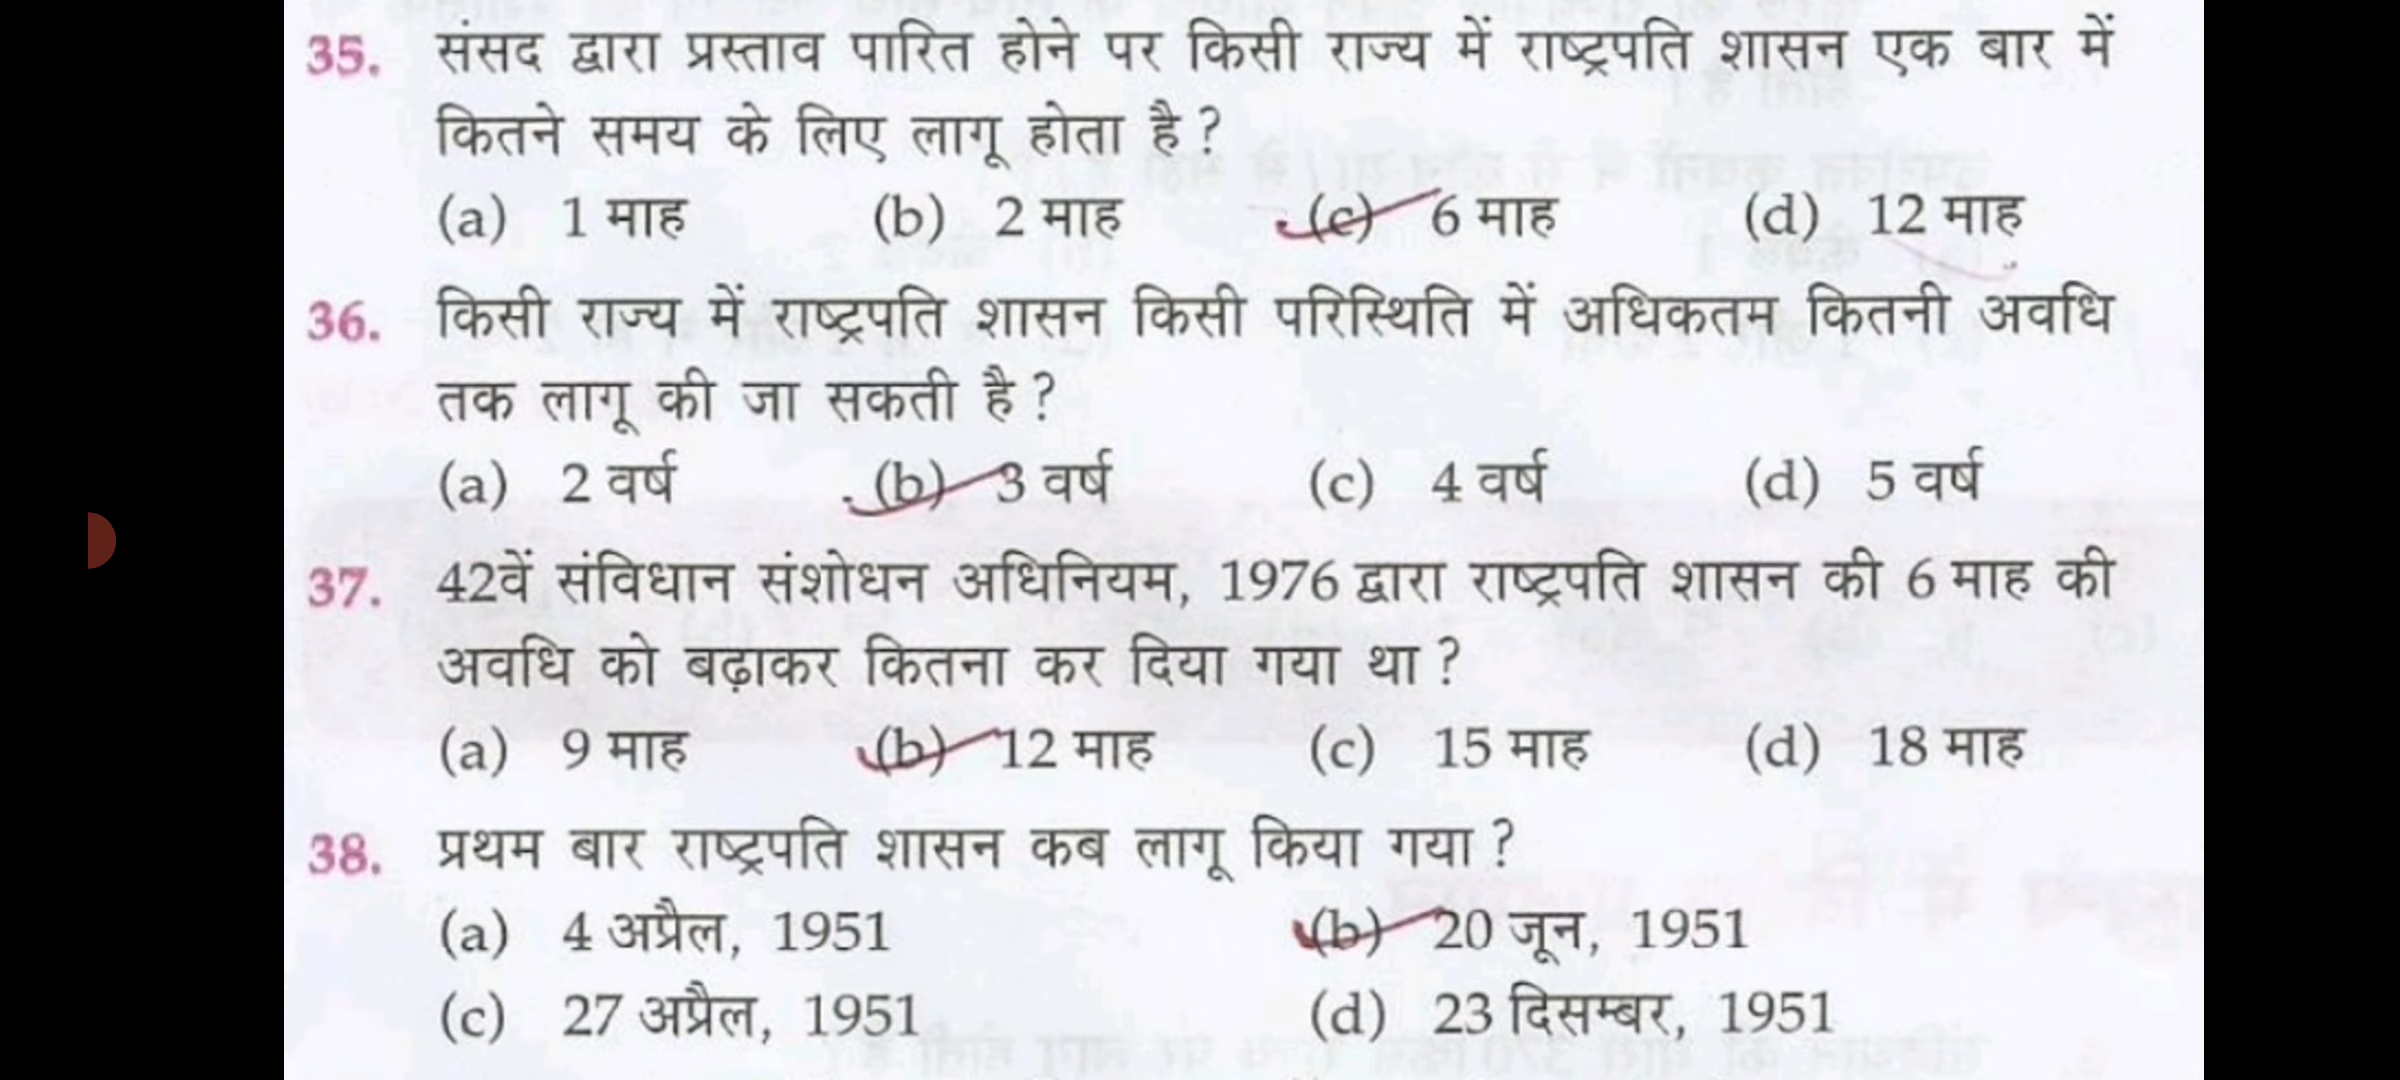 35. संसद द्वारा प्रस्ताव पारित होने पर किसी राज्य में राष्ट्रपति शासन एक बार में
कितने समय के लिए लागू होता है ?
(a) 1 माह (b) 2 माह (c) 6 माह (d) 12 माह
36. किसी राज्य में राष्ट्रपति शासन किसी परिस्थिति में अधिकतम कितनी अवधि
तक लागू की जा सकती है ?
(a) 2 वर्ष (b) 3 वर्ष (c) 4 वर्ष (d) 5 वर्ष
37. 42वें संविधान संशोधन अधिनियम, 1976 द्वारा राष्ट्रपति शासन की 6 माह की
अवधि को बढ़ाकर कितना कर दिया गया था ?
(a) 9 माह (b) 12 माह (c) 15 माह (d) 18 माह
38. प्रथम बार राष्ट्रपति शासन कब लागू किया गया ?
(a) 4 अप्रैल, 1951 (b) 20 जून, 1951
(c) 27 अप्रैल, 1951 (d) 23 दिसम्बर, 1951